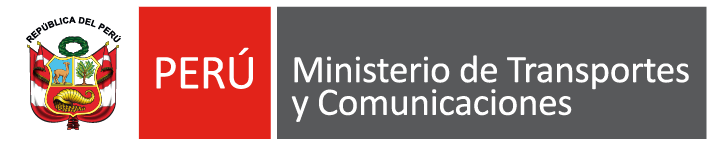 REPÚBLICA DEL PERÚ
PERÚ
Ministerio de Transportes
y Comunicaciones